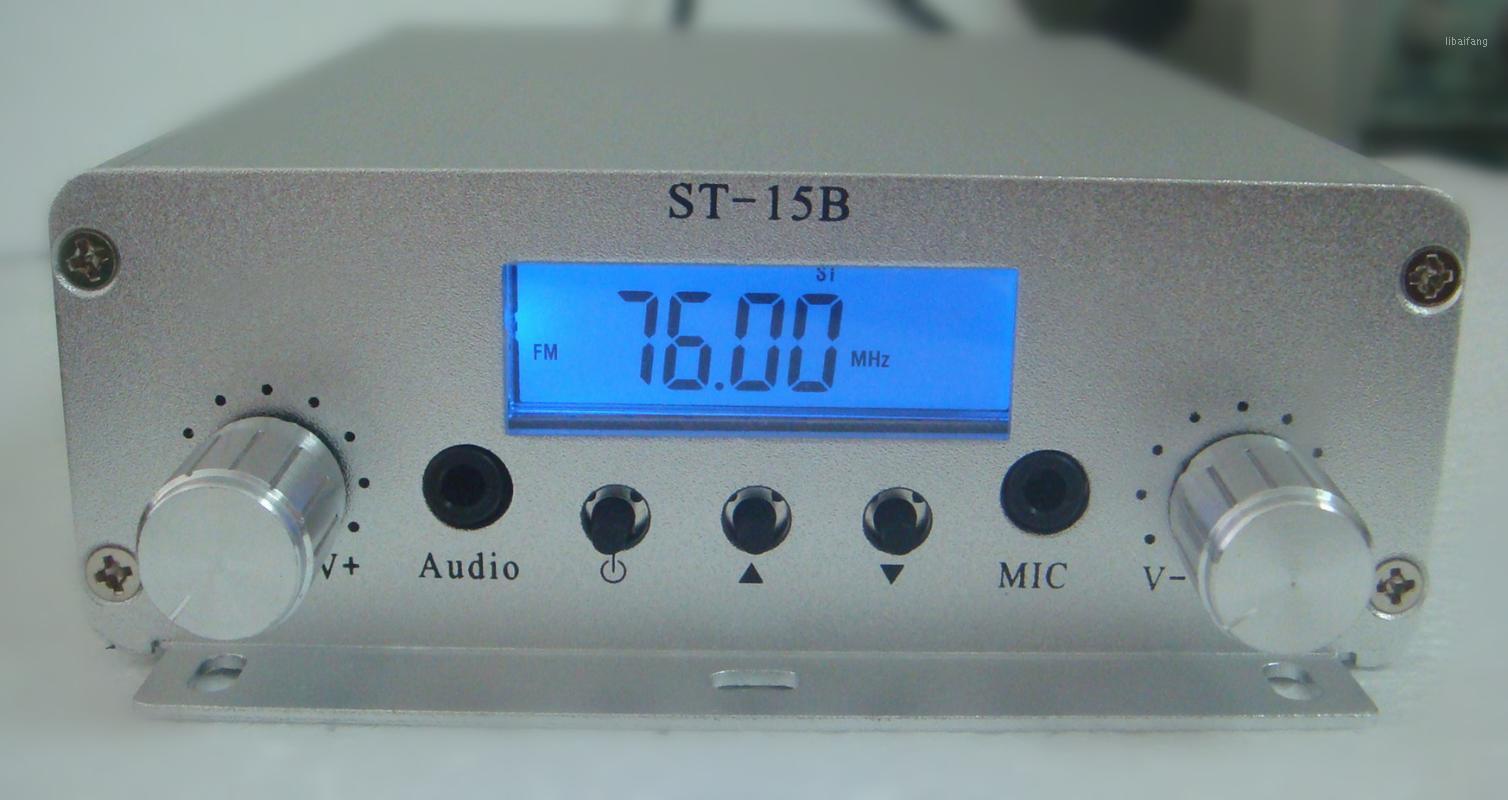 libaifang
ST-15B
ST
76.00
FM
MHz
V+
Audio
MIC
V-